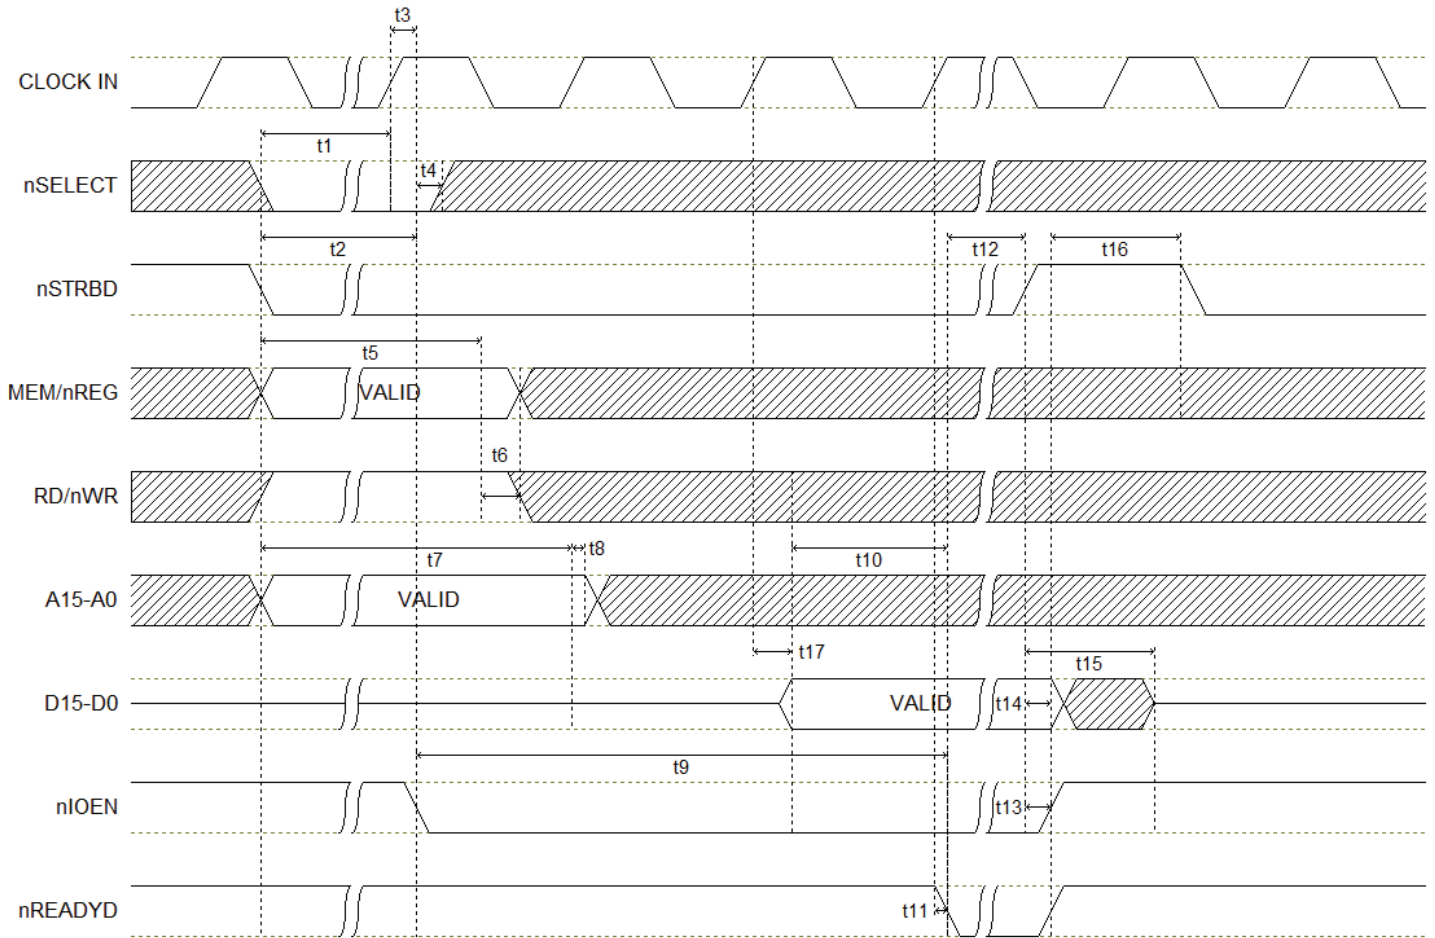 t3
CLOCK IN
t1
nSELECT
t4
t2
t12
t16
nSTRBD
t5
MEM/nREG
VALID
t6
RD/nWR
t7
t8
t10
A15-A0
VALID
t17
t15
D15-D0
VALID
t14
t9
nIOEN
t13
nREADYD
t11